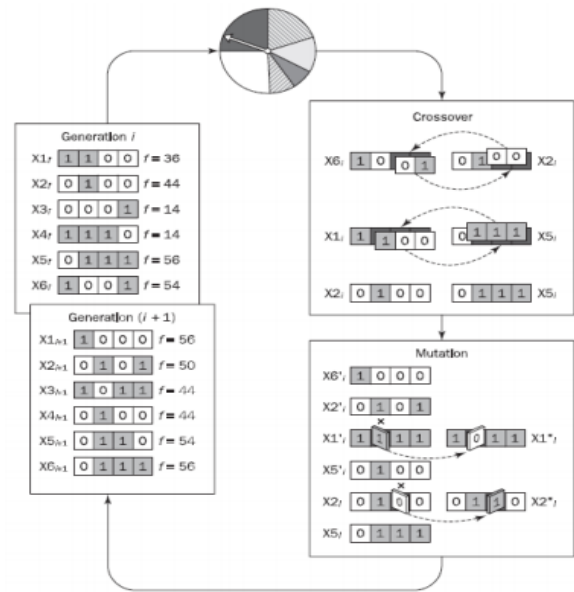 Generation i
X1i 1 1 0 0 f = 36
X2i 0 1 0 0 f = 44
X3i 0 0 0 1 f = 14
X4i 1 1 1 0 f = 14
X5i 0 1 1 1 f = 56
X6i 1 0 0 1 f = 54
Generation (i + 1)
X1i+1 1 0 0 0 f = 56
X2i+1 0 1 0 1 f = 50
X3i+1 1 0 1 1 f = 44
X4i+1 0 1 0 0 f = 44
X5i+1 0 1 1 0 f = 54
X6i+1 0 1 1 1 f = 56
Crossover
X6i 1 0 0 1 0 1 0 0 X2i
X1i 1 1 0 0 0 1 1 1 X5i
X2i 0 1 0 0 0 1 1 1 X5i
Mutation
X6'i 1 0 0 0
X2'i 0 1 0 1
×
X1'i 1 1 1 1 1 0 1 1 X1"i
X5'i 0 1 0 0
×
X2i 0 1 0 0 0 1 1 0 X2"i
X5i 0 1 1 1